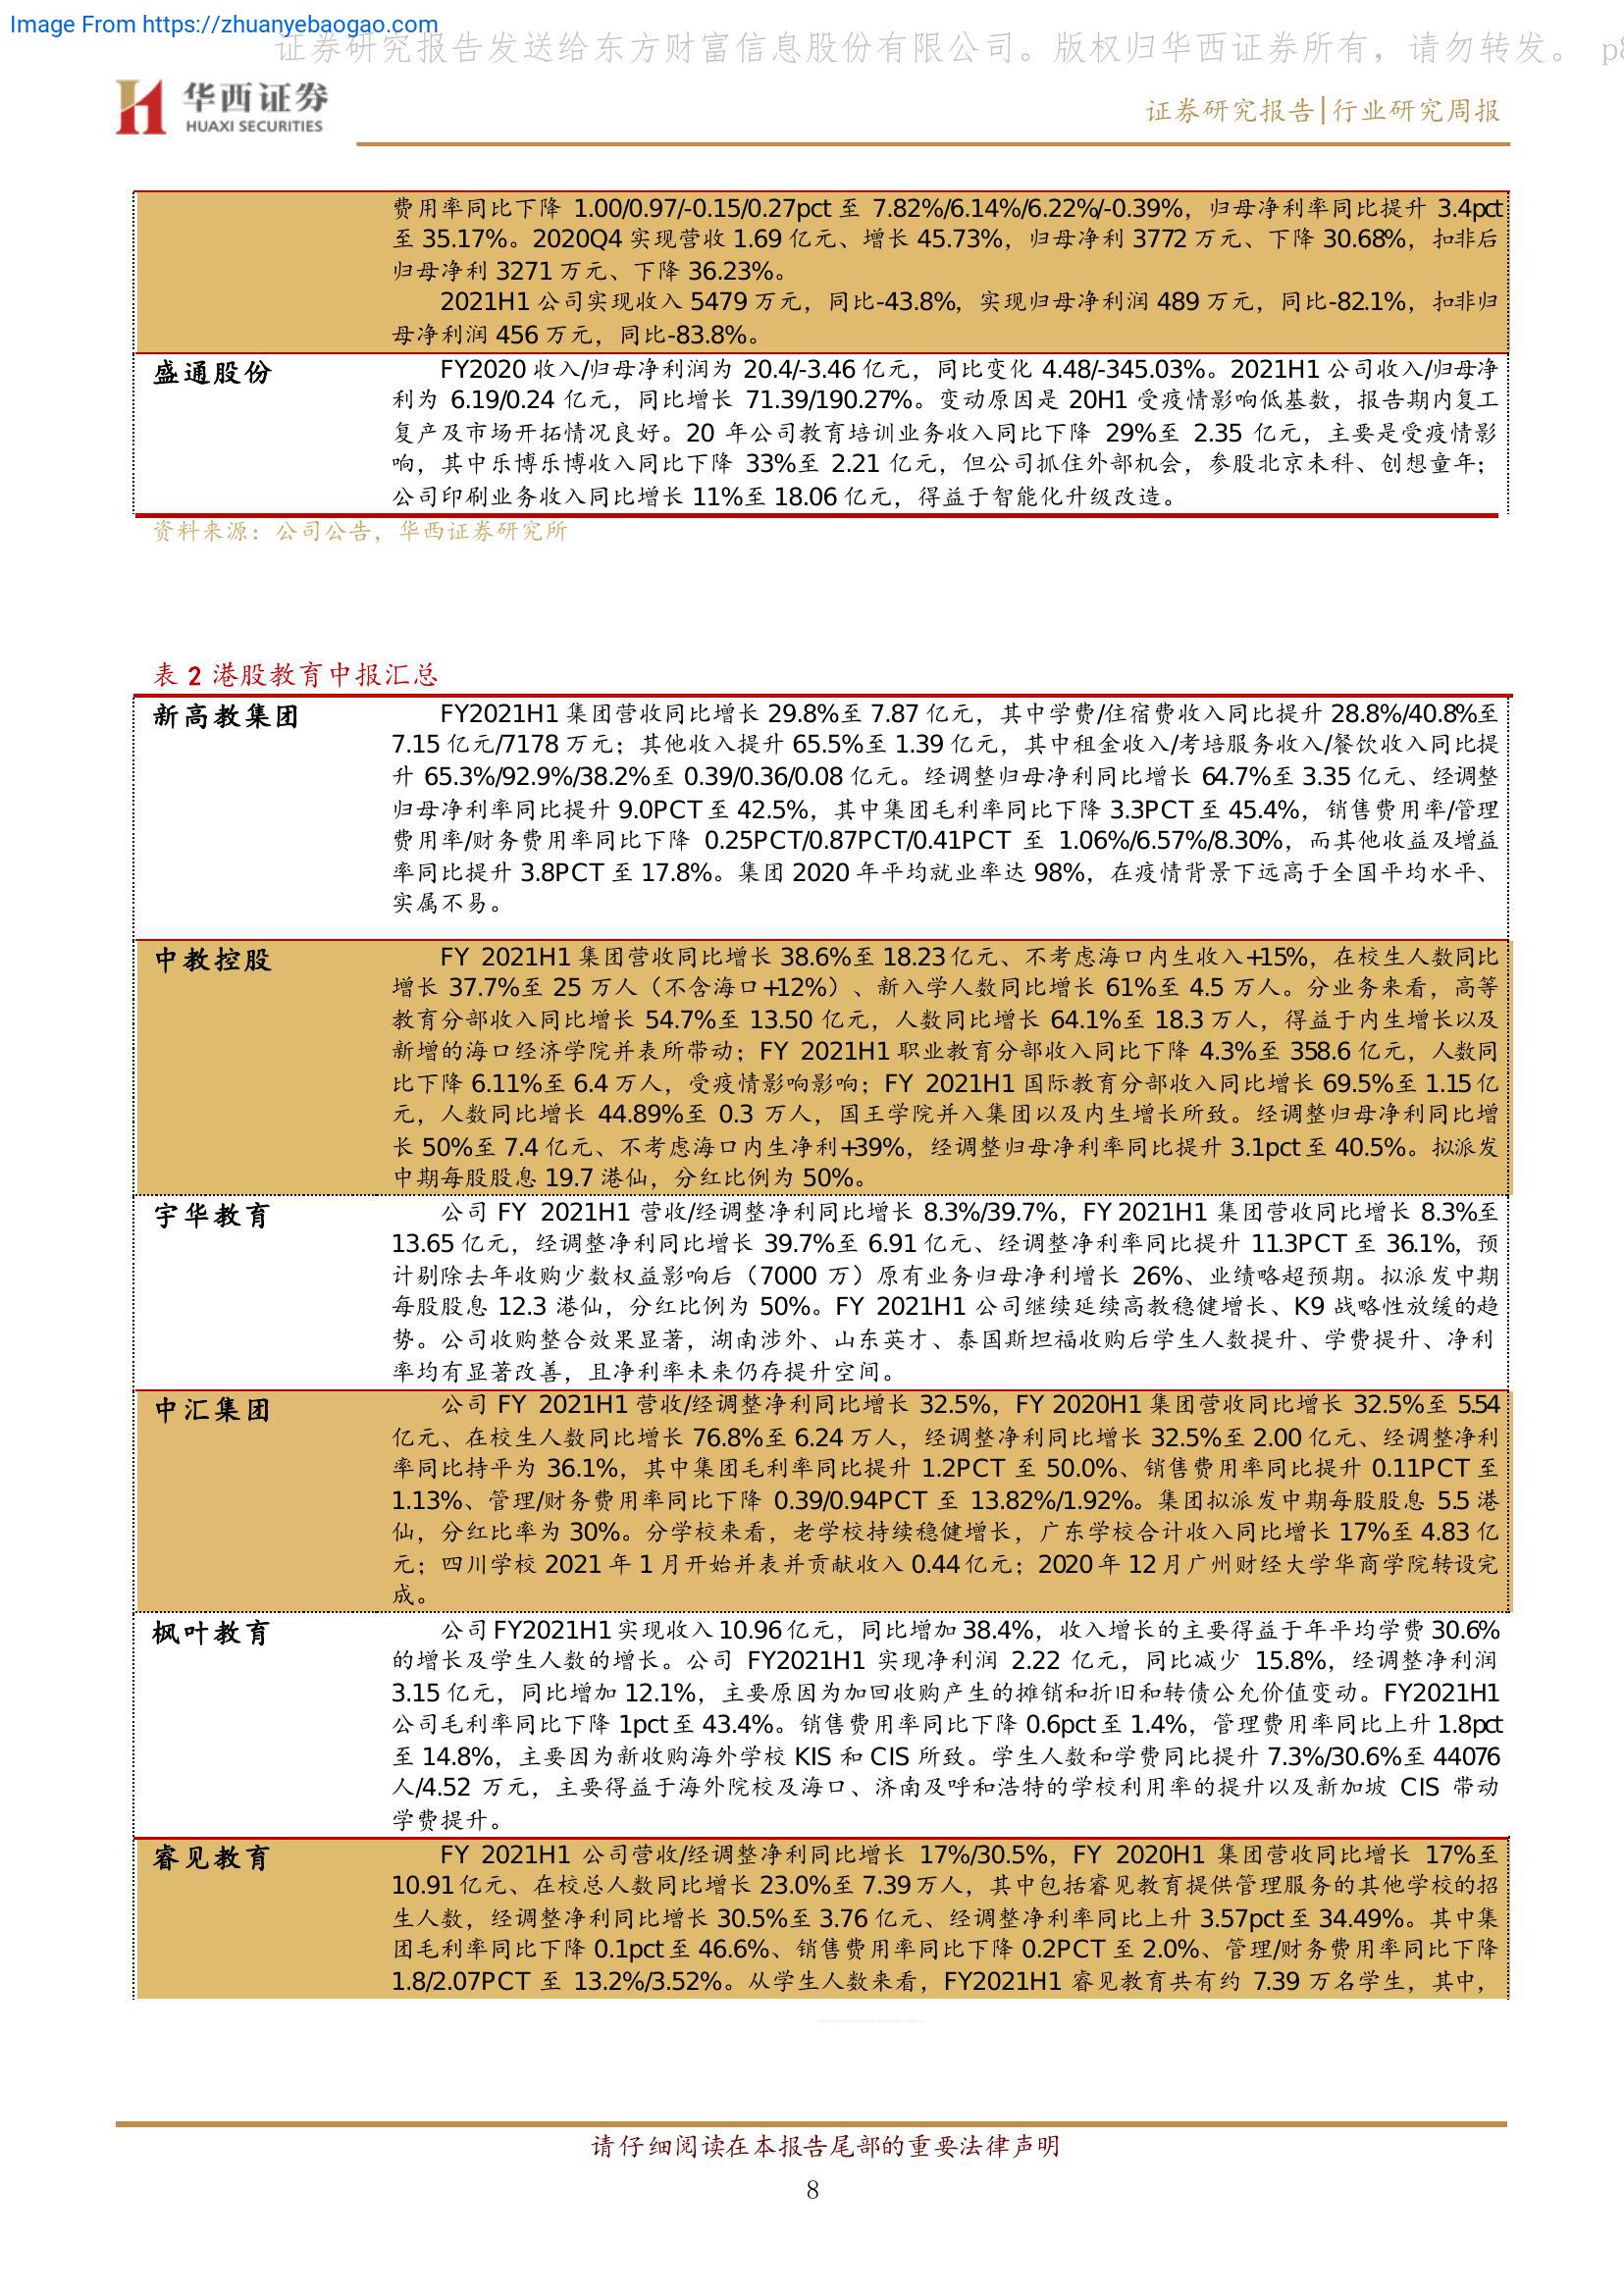 Image From https://zhuanyebaogao.com
证券研究报告发送给东方财富信息股份有限公司。版权归华西证券所有，请勿转发。 p8
华西证券
HUAXI SECURITIES
证券研究报告|行业研究周报
费用率同比下降 1.00/0.97/-0.15/0.27pct 至 7.82%/6.14%/6.22%/-0.39%，归母净利率同比提升 3.4pct
至 35.17%。2020Q4 实现营收 1.69 亿元、增长 45.73%，归母净利 3772 万元、下降 30.68%，扣非后
归母净利 3271 万元、下降 36.23%。
2021H1 公司实现收入 5479 万元，同比-43.8%，实现归母净利润 489 万元，同比-82.1%，扣非归
母净利润 456 万元，同比-83.8%。
盛通股份
FY2020 收入/归母净利润为 20.4/-3.46 亿元，同比变化 4.48/-345.03%。2021H1 公司收入/归母净
利为 6.19/0.24 亿元，同比增长 71.39/190.27%。变动原因是 20H1 受疫情影响低基数，报告期内复工
复产及市场开拓情况良好。20 年公司教育培训业务收入同比下降 29%至 2.35 亿元，主要是受疫情影
响，其中乐博乐博收入同比下降 33%至 2.21 亿元，但公司抓住外部机会，参股北京未科、创想童年；
公司印刷业务收入同比增长 11%至 18.06 亿元，得益于智能化升级改造。
资料来源：公司公告，华西证券研究所
表 2 港股教育中报汇总
新高教集团
FY2021H1 集团营收同比增长 29.8%至 7.87 亿元，其中学费/住宿费收入同比提升 28.8%/40.8%至
7.15 亿元/7178 万元；其他收入提升 65.5%至 1.39 亿元，其中租金收入/考培服务收入/餐饮收入同比提
升 65.3%/92.9%/38.2%至 0.39/0.36/0.08 亿元。经调整归母净利同比增长 64.7%至 3.35 亿元、经调整
归母净利率同比提升 9.0PCT 至 42.5%，其中集团毛利率同比下降 3.3PCT 至 45.4%，销售费用率/管理
费用率/财务费用率同比下降 0.25PCT/0.87PCT/0.41PCT 至 1.06%/6.57%/8.30%，而其他收益及增益
率同比提升 3.8PCT 至 17.8%。集团 2020 年平均就业率达 98%，在疫情背景下远高于全国平均水平、
实属不易。
中教控股
FY 2021H1 集团营收同比增长 38.6%至 18.23 亿元、不考虑海口内生收入+15%，在校生人数同比
增长 37.7%至 25 万人（不含海口+12%）、新入学人数同比增长 61%至 4.5 万人。分业务来看，高等
教育分部收入同比增长 54.7%至 13.50 亿元，人数同比增长 64.1%至 18.3 万人，得益于内生增长以及
新增的海口经济学院并表所带动；FY 2021H1 职业教育分部收入同比下降 4.3%至 358.6 亿元，人数同
比下降 6.11%至 6.4 万人，受疫情影响影响；FY 2021H1 国际教育分部收入同比增长 69.5%至 1.15 亿
元，人数同比增长 44.89%至 0.3 万人，国王学院并入集团以及内生增长所致。经调整归母净利同比增
长 50%至 7.4 亿元、不考虑海口内生净利+39%，经调整归母净利率同比提升 3.1pct 至 40.5%。拟派发
中期每股股息 19.7 港仙，分红比例为 50%。
宇华教育
公司 FY 2021H1 营收/经调整净利同比增长 8.3%/39.7%，FY 2021H1 集团营收同比增长 8.3%至
13.65 亿元，经调整净利同比增长 39.7%至 6.91 亿元、经调整净利率同比提升 11.3PCT 至 36.1%，预
计剔除去年收购少数权益影响后（7000 万）原有业务归母净利增长 26%、业绩略超预期。拟派发中期
每股股息 12.3 港仙，分红比例为 50%。FY 2021H1 公司继续延续高教稳健增长、K9 战略性放缓的趋
势。公司收购整合效果显著，湖南涉外、山东英才、泰国斯坦福收购后学生人数提升、学费提升、净利
率均有显著改善，且净利率未来仍存提升空间。
中汇集团
公司 FY 2021H1 营收/经调整净利同比增长 32.5%，FY 2020H1 集团营收同比增长 32.5%至 5.54
亿元、在校生人数同比增长 76.8%至 6.24 万人，经调整净利同比增长 32.5%至 2.00 亿元、经调整净利
率同比持平为 36.1%，其中集团毛利率同比提升 1.2PCT 至 50.0%、销售费用率同比提升 0.11PCT 至
1.13%、管理/财务费用率同比下降 0.39/0.94PCT 至 13.82%/1.92%。集团拟派发中期每股股息 5.5 港
仙，分红比率为 30%。分学校来看，老学校持续稳健增长，广东学校合计收入同比增长 17%至 4.83 亿
元；四川学校 2021 年 1 月开始并表并贡献收入 0.44 亿元；2020 年 12 月广州财经大学华商学院转设完
成。
枫叶教育
公司 FY2021H1 实现收入 10.96 亿元，同比增加 38.4%，收入增长的主要得益于年平均学费 30.6%
的增长及学生人数的增长。公司 FY2021H1 实现净利润 2.22 亿元，同比减少 15.8%，经调整净利润
3.15 亿元，同比增加 12.1%，主要原因为加回收购产生的摊销和折旧和转债公允价值变动。FY2021H1
公司毛利率同比下降 1pct 至 43.4%。销售费用率同比下降 0.6pct 至 1.4%，管理费用率同比上升 1.8pct
至 14.8%，主要因为新收购海外学校 KIS 和 CIS 所致。学生人数和学费同比提升 7.3%/30.6%至 44076
人/4.52 万元，主要得益于海外院校及海口、济南及呼和浩特的学校利用率的提升以及新加坡 CIS 带动
学费提升。
睿见教育
FY 2021H1 公司营收/经调整净利同比增长 17%/30.5%，FY 2020H1 集团营收同比增长 17%至
10.91 亿元、在校总人数同比增长 23.0%至 7.39 万人，其中包括睿见教育提供管理服务的其他学校的招
生人数，经调整净利同比增长 30.5%至 3.76 亿元、经调整净利率同比上升 3.57pct 至 34.49%。其中集
团毛利率同比下降 0.1pct 至 46.6%、销售费用率同比下降 0.2PCT 至 2.0%、管理/财务费用率同比下降
1.8/2.07PCT 至 13.2%/3.52%。从学生人数来看，FY2021H1 睿见教育共有约 7.39 万名学生，其中，
请仔细阅读在本报告尾部的重要法律声明
8